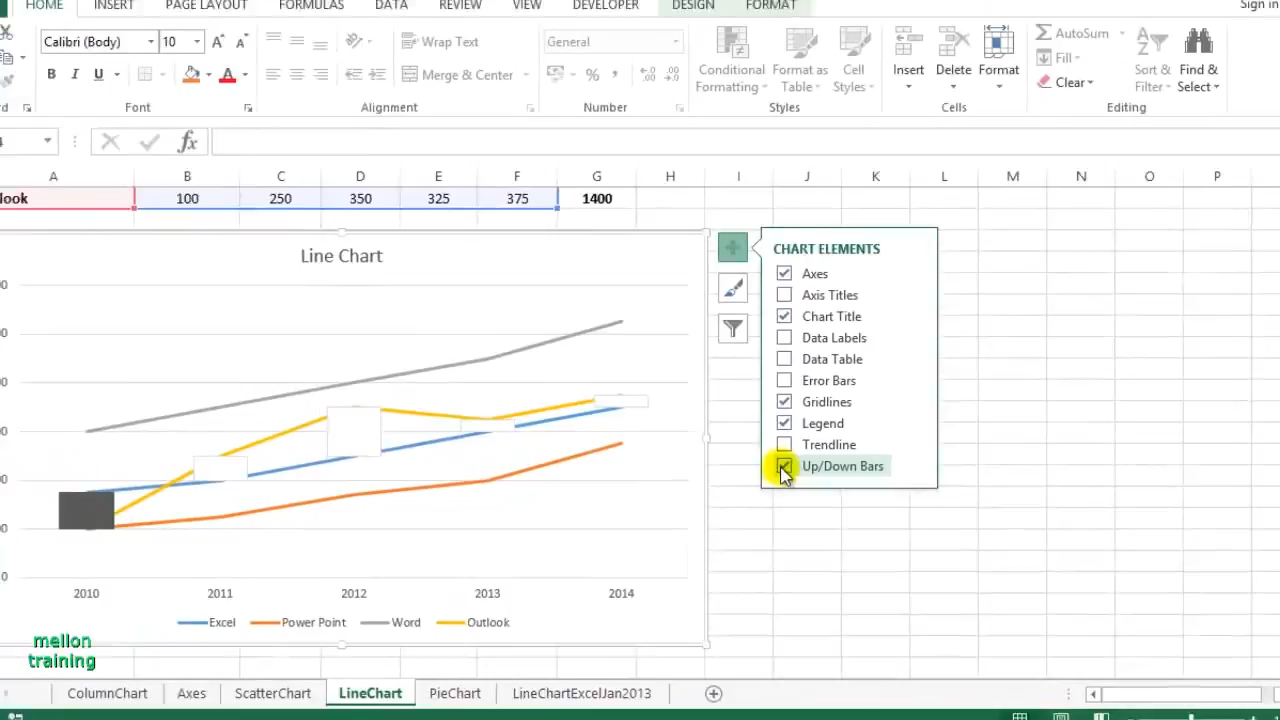 HOME INSERT PAGE LAYOUT FORMULAS DATA REVIEW VIEW DEVELOPER DESIGN FORMAT Sign in
Calibri (Body) 10 A A Wrap Text General AutoSum
B I U A Merge & Center % Conditional Formatting Format as Table Cell Styles Insert Delete Format Fill Clear Sort & Filter Find & Select
Font Alignment Number Styles Cells Editing
fx
A B C D E F G H I J K L M N O P
look 100 250 350 325 375 1400
Line Chart
CHART ELEMENTS
Axes
Axis Titles
Chart Title
Data Labels
Data Table
Error Bars
Gridlines
Legend
Trendline
Up/Down Bars
0
2010 2011 2012 2013 2014
Excel Power Point Word Outlook
mellon
training
ColumnChart Axes ScatterChart LineChart PieChart LineChartExcelJan2013